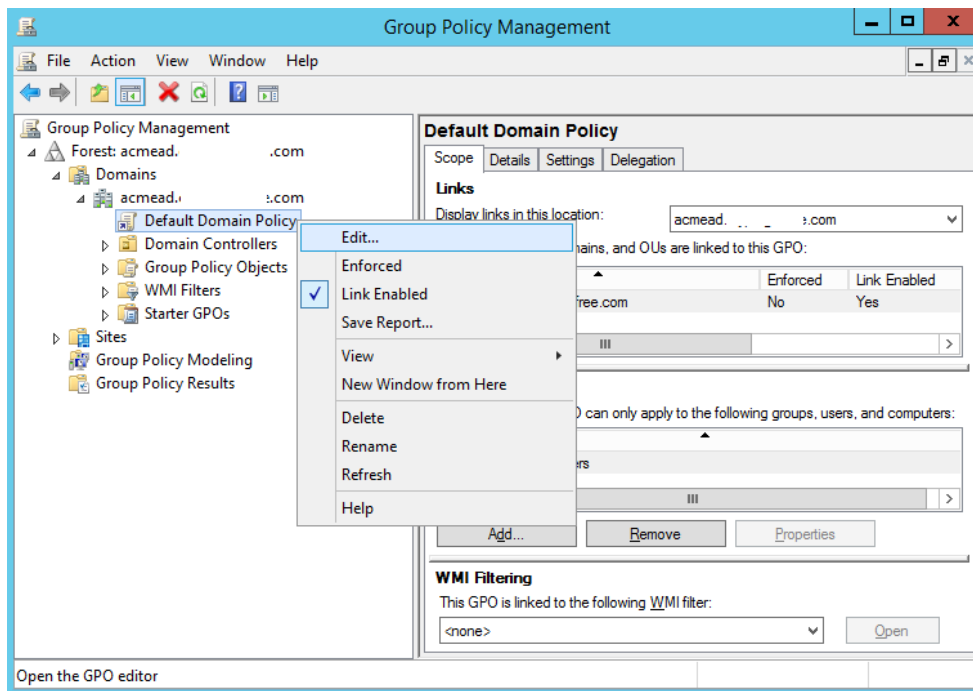 Group Policy Management
File Action View Window Help
Group Policy Management
Forest: acmead. .com
Domains
acmead. .com
Default Domain Policy
Domain Controllers
Group Policy Objects
WMI Filters
Starter GPOs
Sites
Group Policy Modeling
Group Policy Results
Edit...
Enforced
Link Enabled
Save Report...
View
New Window from Here
Delete
Rename
Refresh
Help
Default Domain Policy
Scope Details Settings Delegation
Links
Display links in this location: acmead. .com
and OUs are linked to this GPO:
Enforced Link Enabled
free.com No Yes
can only apply to the following groups, users, and computers:
Add... Remove Properties
WMI Filtering
This GPO is linked to the following WMI filter:
<none> Open
Open the GPO editor